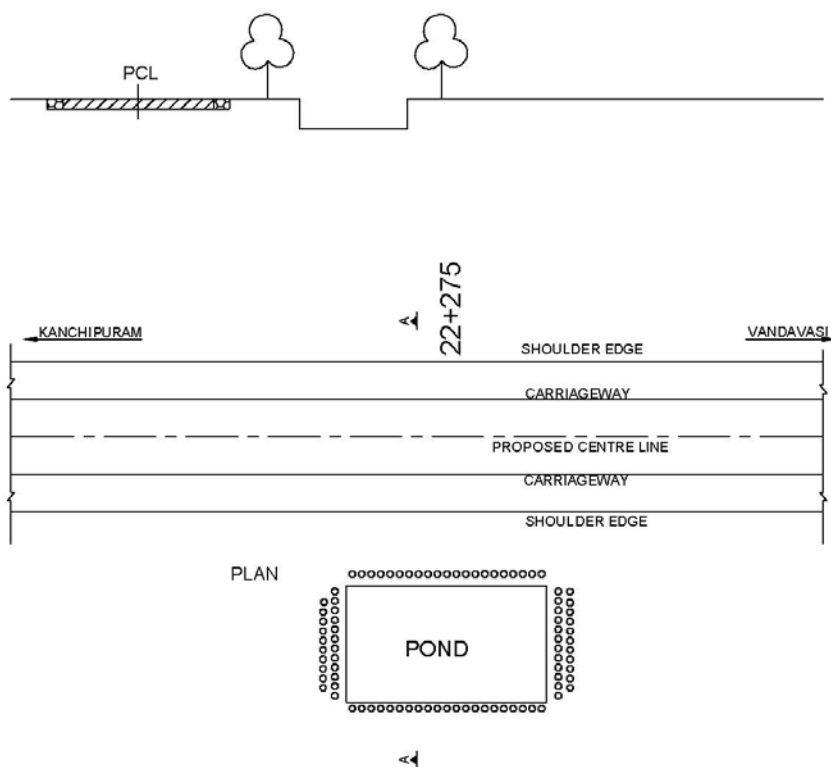 PCL
22+275
A
KANCHIPURAM
VANDAVASI
SHOULDER EDGE
CARRIAGEWAY
PROPOSED CENTRE LINE
CARRIAGEWAY
SHOULDER EDGE
PLAN
POND
A